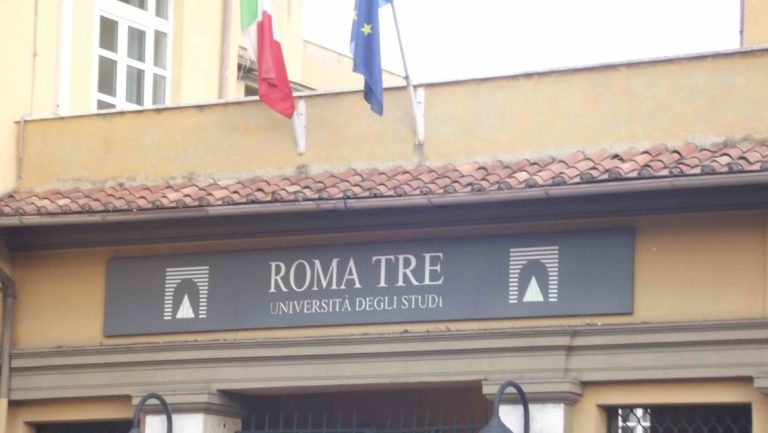 ROMA TRE
UNIVERSITÀ DEGLI STUDI